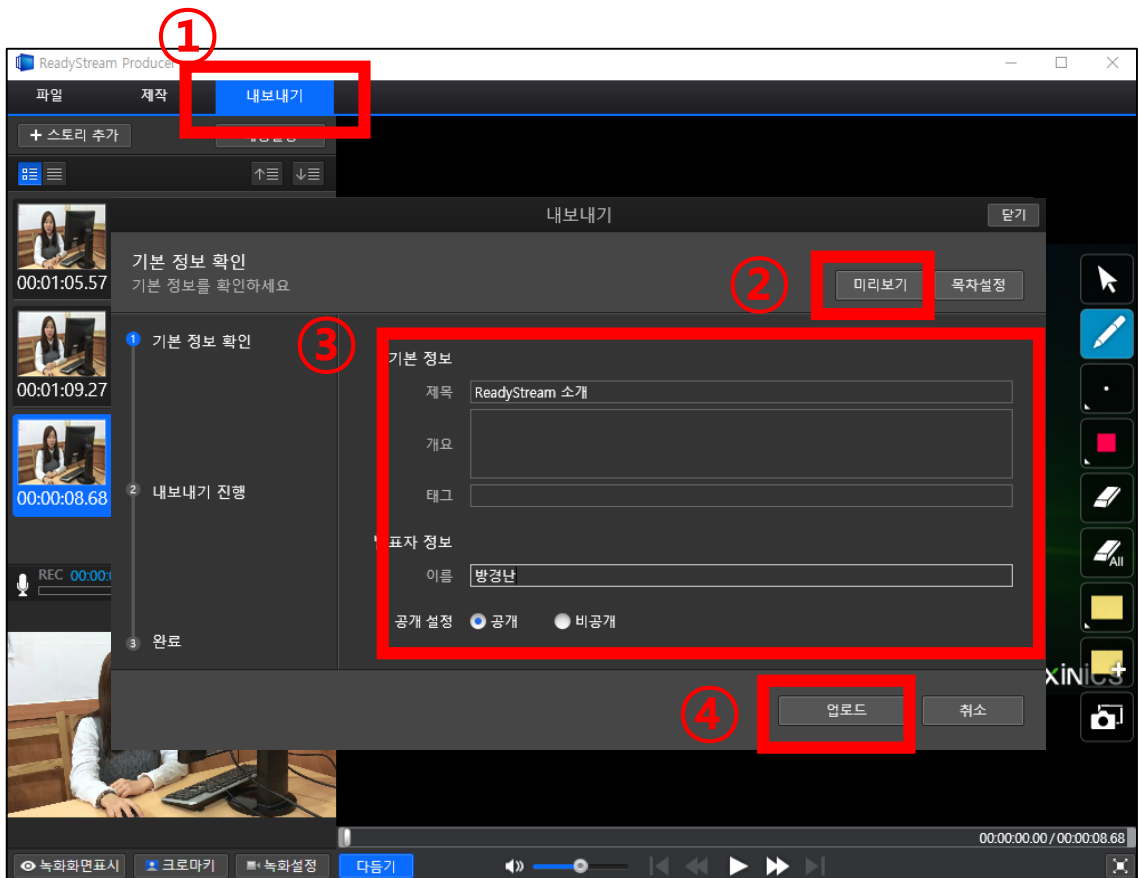 ①
ReadyStream Producer
파일 제작 내보내기
+ 스토리 추가
내보내기 닫기
00:01:05.57
기본 정보 확인
기본 정보를 확인하세요
② 미리보기 목차설정
1 기본 정보 확인
③
기본 정보
00:01:09.27
제목 ReadyStream 소개
개요
00:00:08.68
2 내보내기 진행
태그
표자 정보
REC 00:00:
이름 방경난
All
공개 설정 공개 비공개
3 완료
④ 업로드 취소
00:00:00.00 / 00:00:08.68
녹화화면표시 크로마키 녹화설정 다듬기